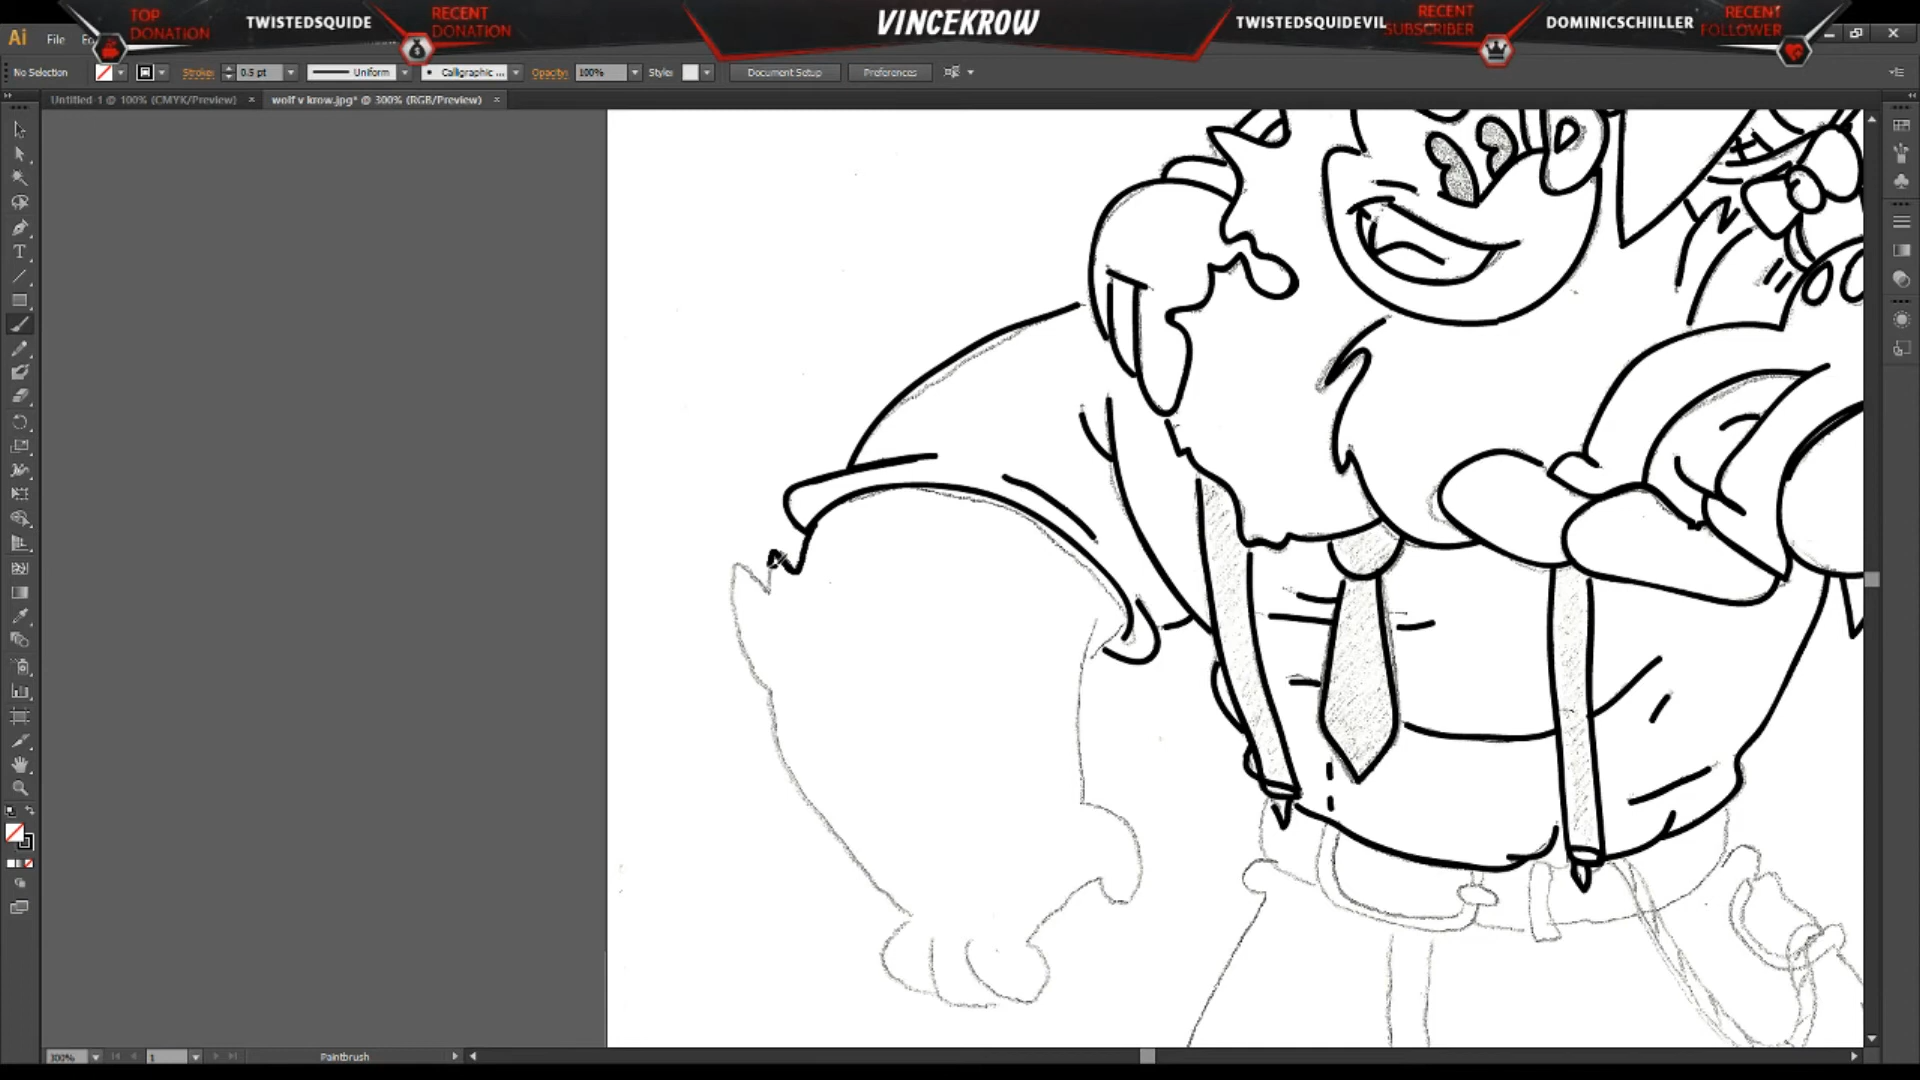 TOP
DONATION
TWISTEDSQUIDE
RECENT
DONATION
VINCEKROW
TWISTEDSQUIDEVIL
RECENT
SUBSCRIBER
DOMINICSCHIILLER
RECENT
FOLLOWER
Ai File
No Selection Stroke: 0.5 pt Uniform Calligraphic ... Opacity: 100% Style: Document Setup Preferences
Untitled-1 @ 100% (CMYK/Preview) wolf v krow.jpg* @ 300% (RGB/Preview)
300% 1 Paintbrush